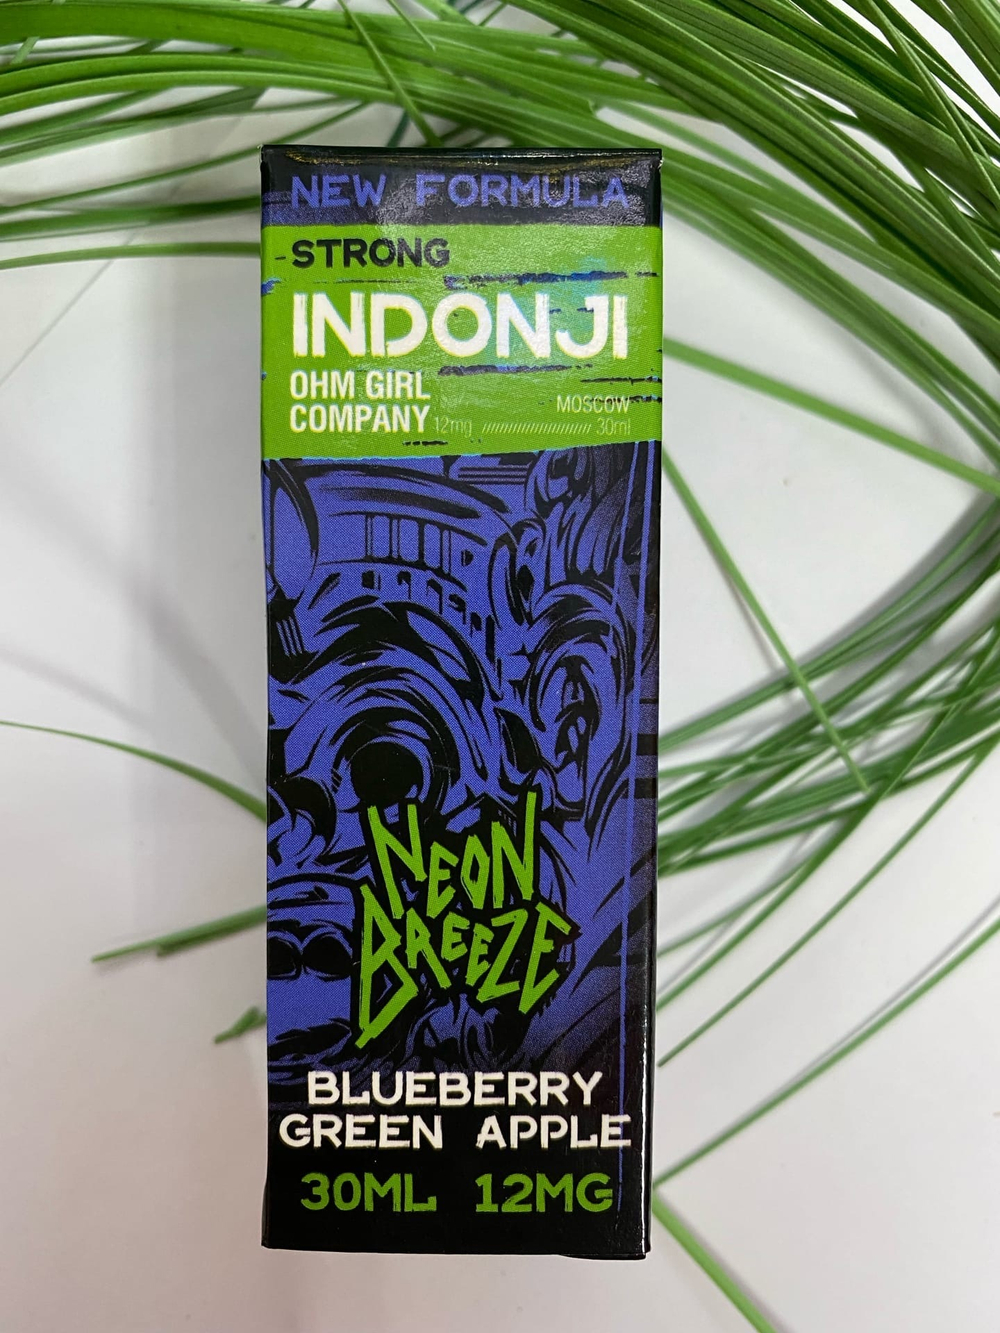 NEW FORMULA
STRONG
INDONJI
OHM GIRL
COMPANY
MOSCOW
12mg 30ml
NEON
BREEZE
BLUEBERRY
GREEN APPLE
30ML 12MG